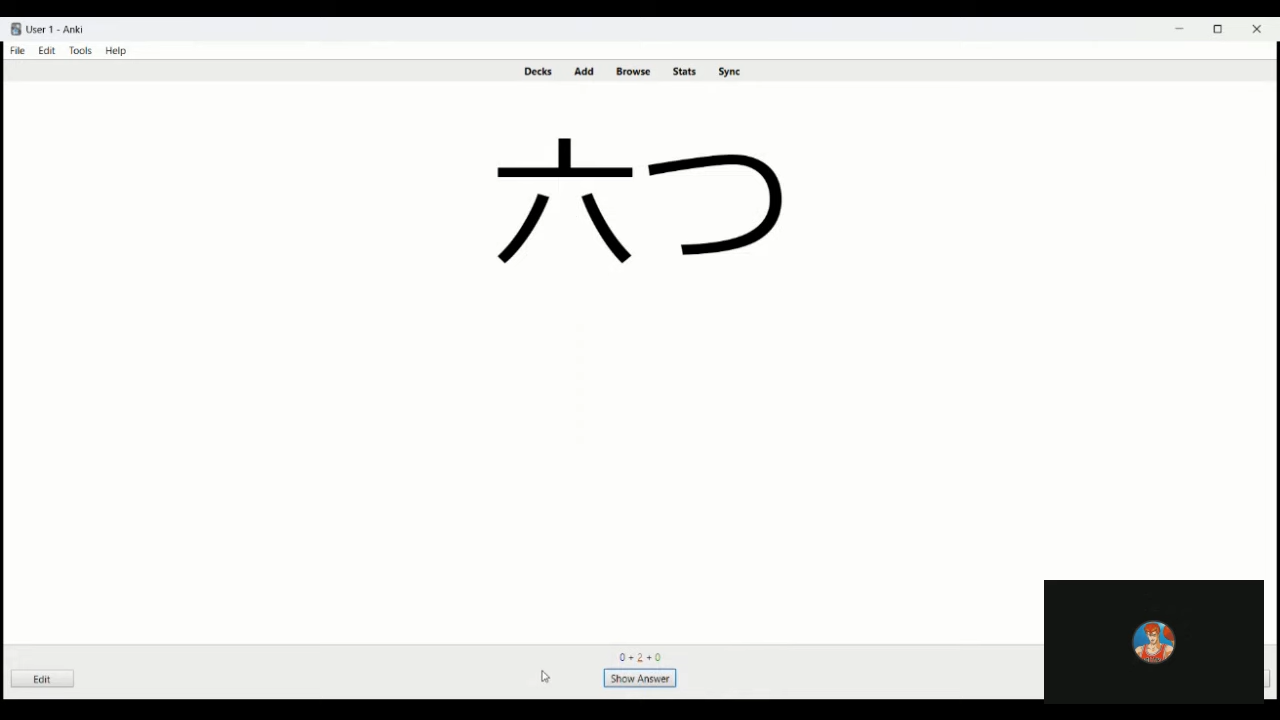 User 1 - Anki
File Edit Tools Help
Decks Add Browse Stats Sync
六つ
0 + 2 + 0
Edit Show Answer